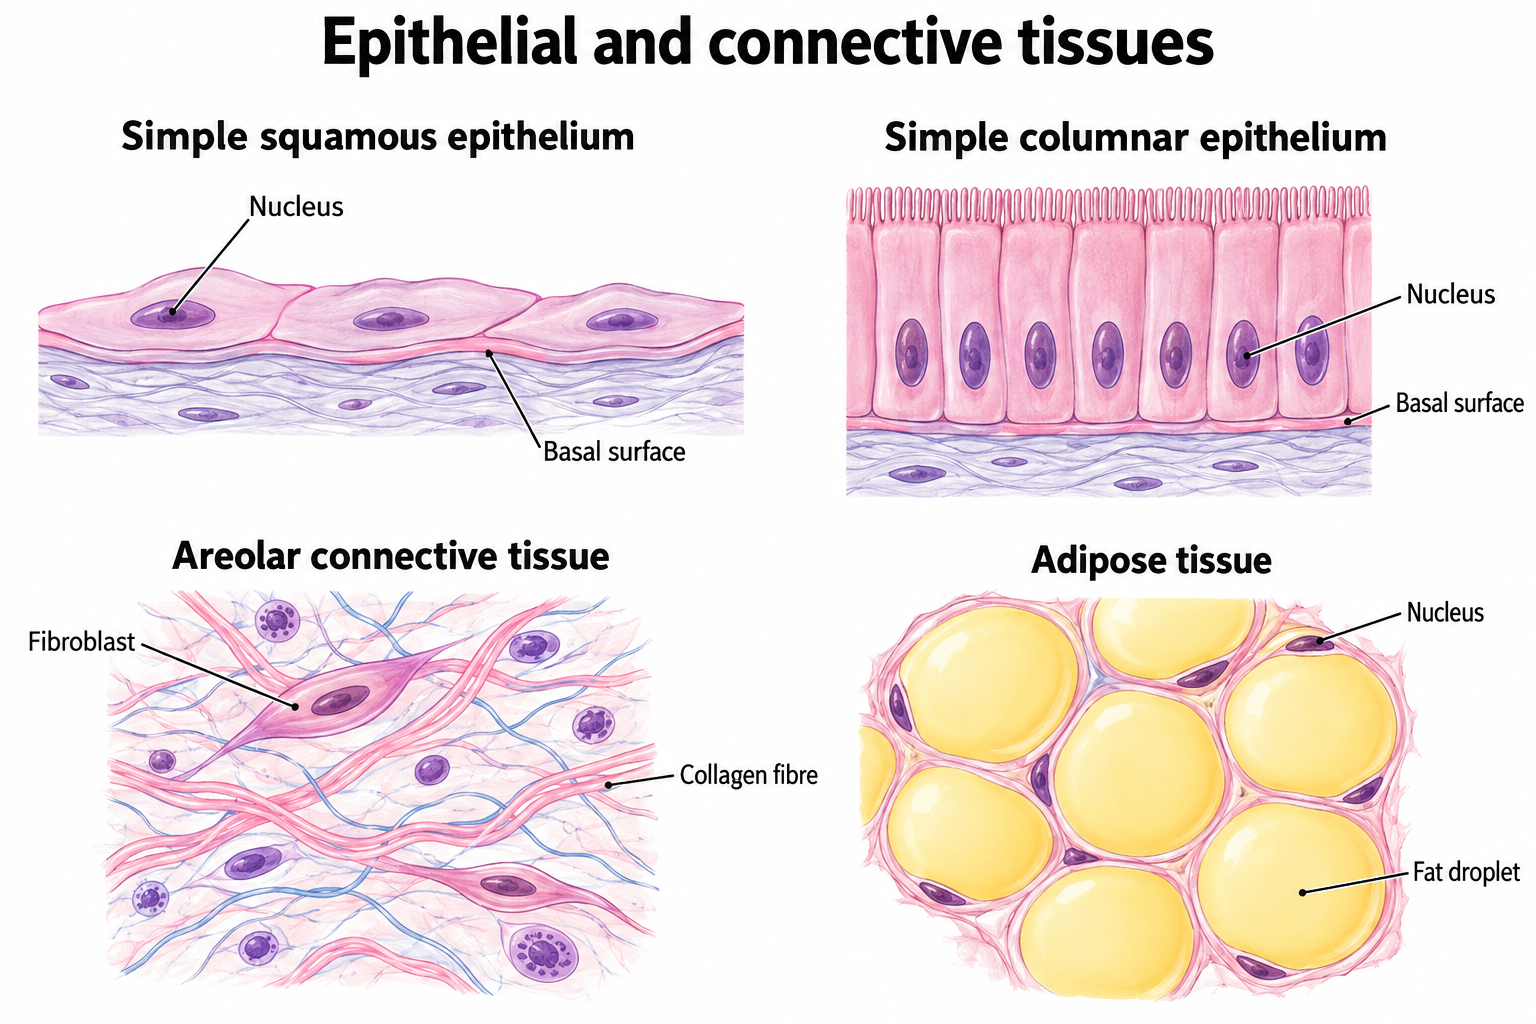 Epithelial and connective tissues
Simple squamous epithelium
Nucleus
Basal surface
Simple columnar epithelium
Nucleus
Basal surface
Areolar connective tissue
Fibroblast
Collagen fibre
Adipose tissue
Nucleus
Fat droplet